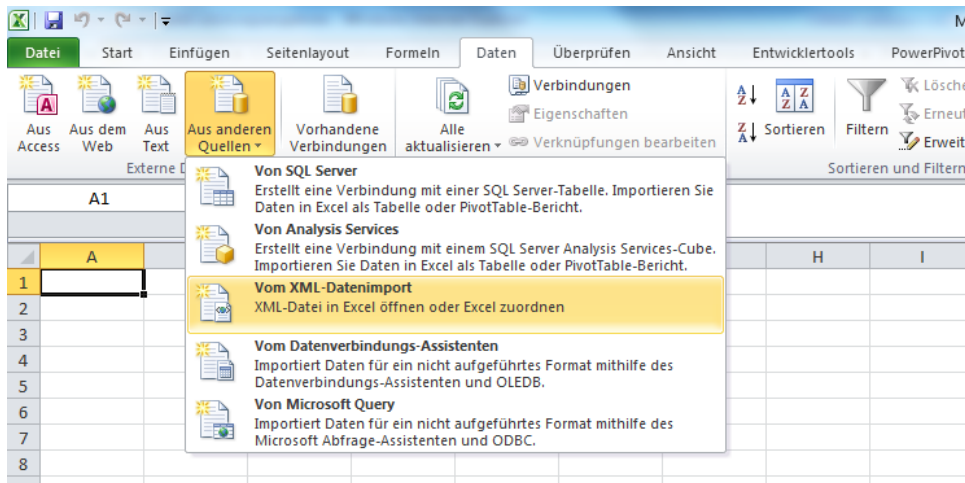 M
Datei Start Einfügen Seitenlayout Formeln Daten Überprüfen Ansicht Entwicklertools PowerPivot
Aus Access
Aus dem Web
Aus Text
Aus anderen Quellen
Vorhandene Verbindungen
Alle aktualisieren
Verbindungen
Eigenschaften
Verknüpfungen bearbeiten
A Z
Z A
A Z
Z A
Sortieren
Filtern
Lösche
Erneut
Erweit
Externe D
Sortieren und Filtern
Von SQL Server
Erstellt eine Verbindung mit einer SQL Server-Tabelle. Importieren Sie
Daten in Excel als Tabelle oder PivotTable-Bericht.
Von Analysis Services
Erstellt eine Verbindung mit einem SQL Server Analysis Services-Cube.
Importieren Sie Daten in Excel als Tabelle oder PivotTable-Bericht.
Vom XML-Datenimport
XML-Datei in Excel öffnen oder Excel zuordnen
Vom Datenverbindungs-Assistenten
Importiert Daten für ein nicht aufgeführtes Format mithilfe des
Datenverbindungs-Assistenten und OLEDB.
Von Microsoft Query
Importiert Daten für ein nicht aufgeführtes Format mithilfe des
Microsoft Abfrage-Assistenten und ODBC.
A1
A H I
1
2
3
4
5
6
7
8